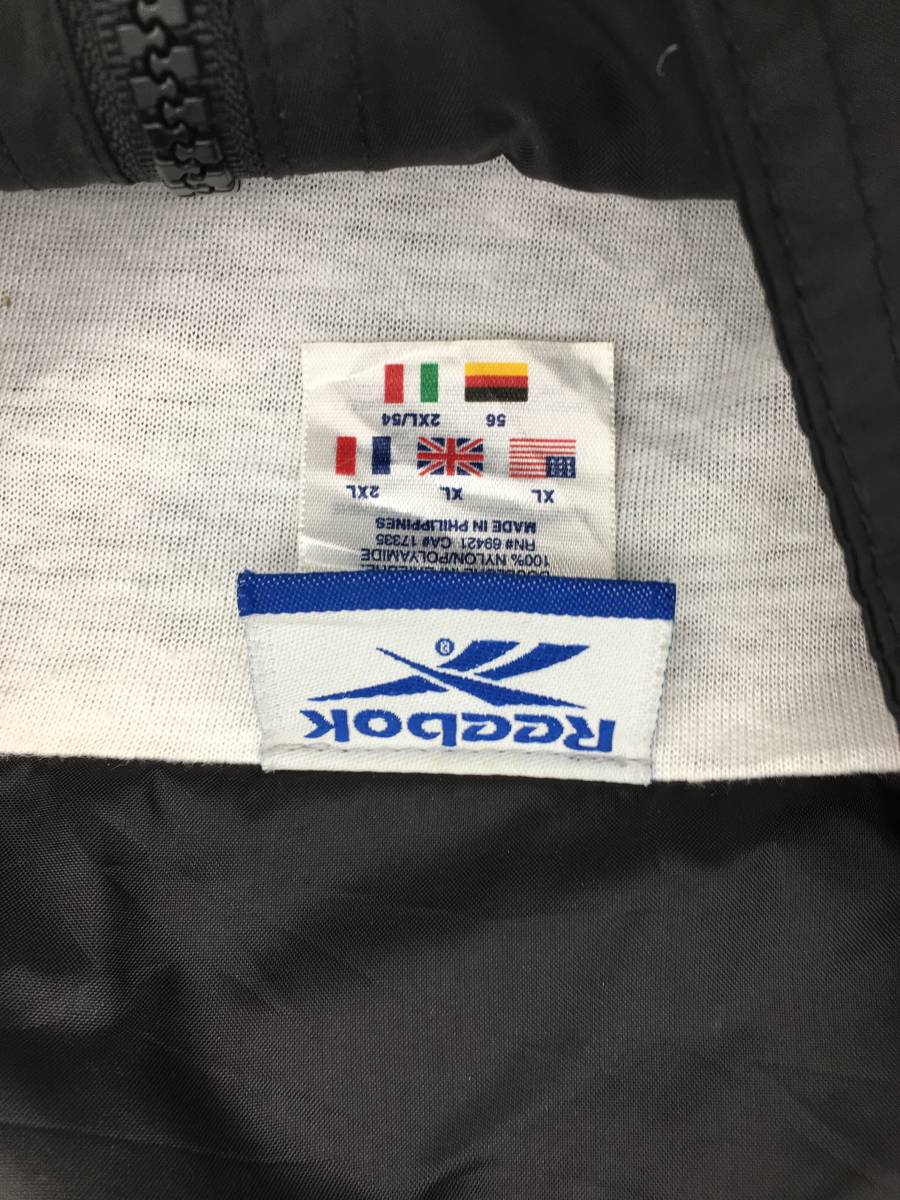 Reebok
®
100% NYLON/POLYAMIDE
RN# 69421 CA# 17335
MADE IN PHILIPPINES
XL XL 2XL
56 2XL/54